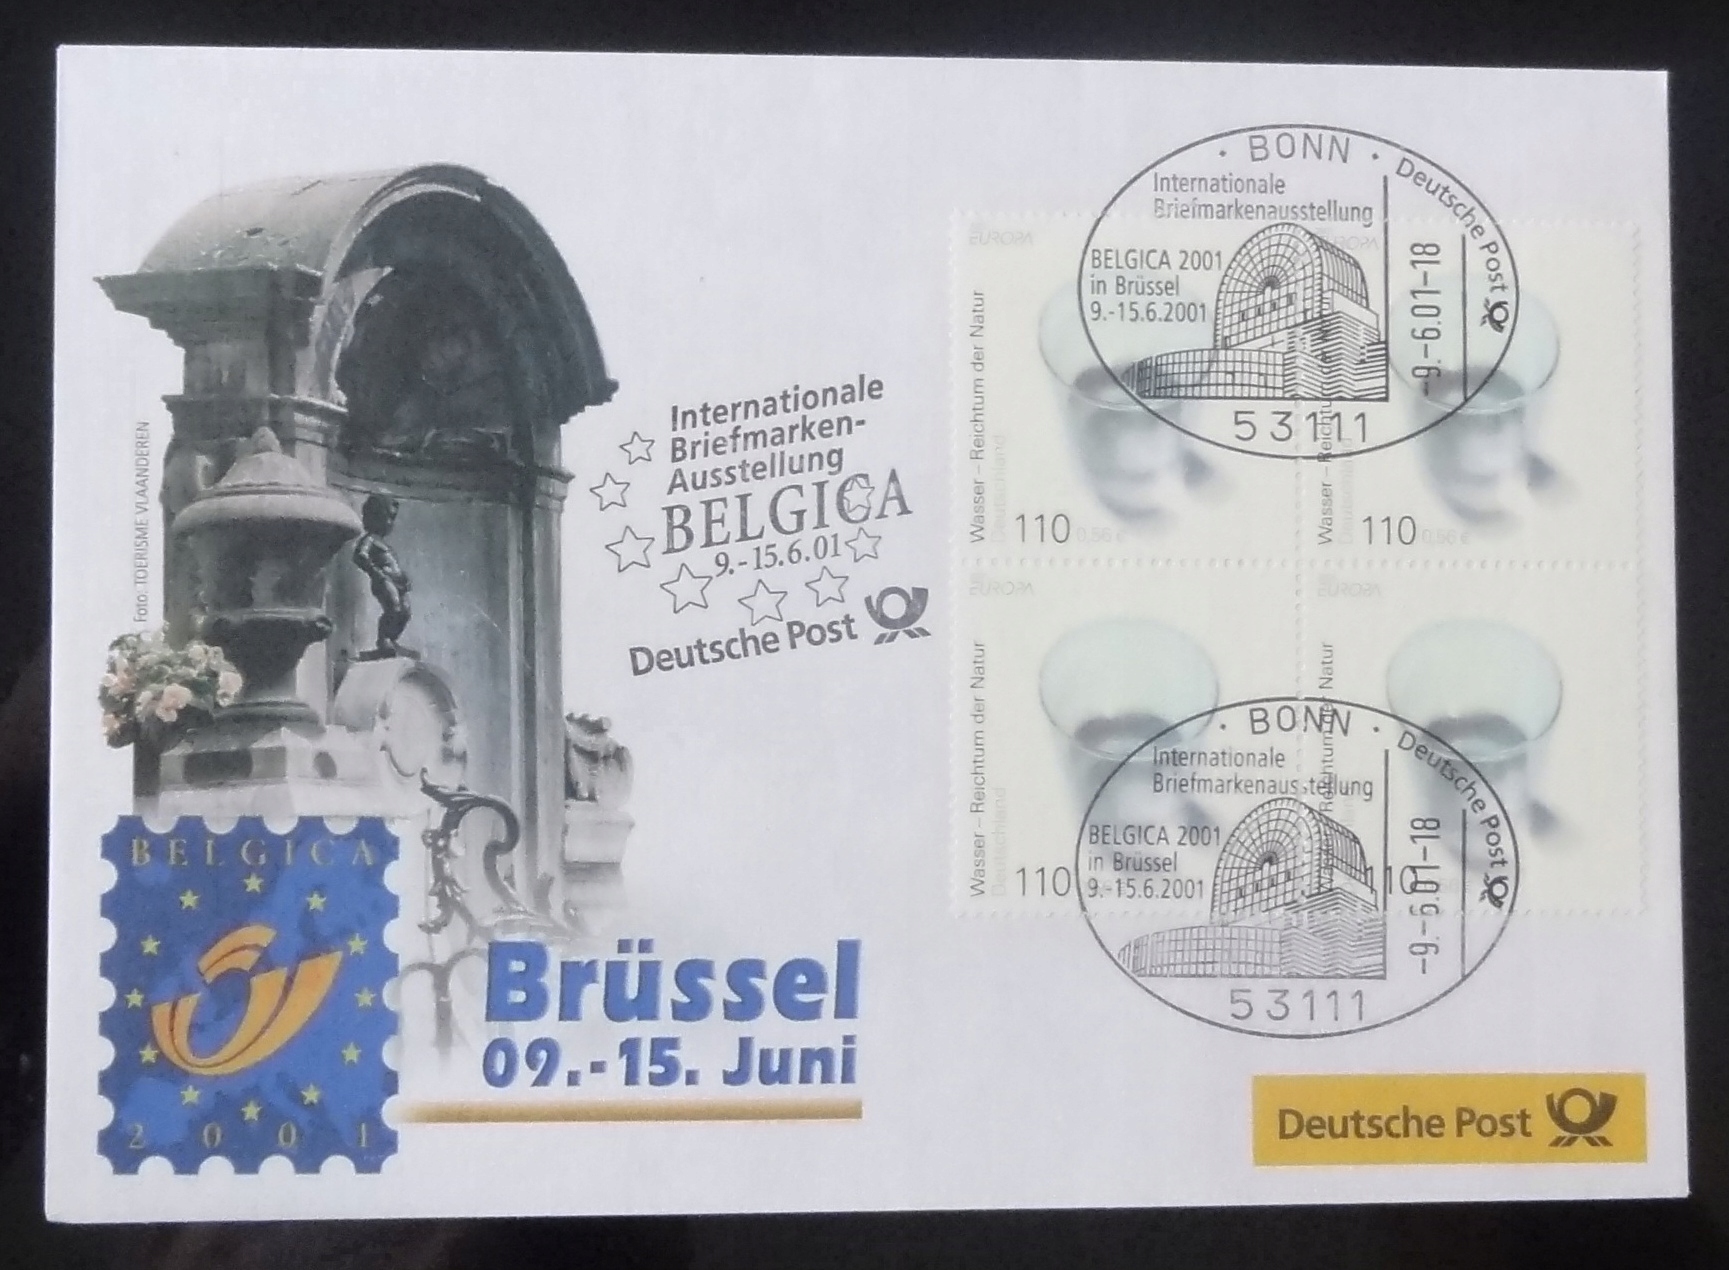 Foto: TOERISME VLAANDEREN
Internationale
Briefmarken-
Ausstellung
BELGICA
9.-15.6.01
Deutsche Post
BELGICA
2001
Brüssel
09.-15. Juni
EUROPA
Wasser – Reichtum der Natur
Deutschland
110 0,56 €
EUROPA
Wasser – Reichtum der Natur
Deutschland
110 0,56 €
EUROPA
Wasser – Reichtum der Natur
Deutschland
110
EUROPA
Wasser – Reichtum der Natur
BONN
Deutsche Post
Internationale
Briefmarkenausstellung
BELGICA 2001
in Brüssel
9.-15.6.2001
-9.-6.01-18
53111
BONN
Deutsche Post
Internationale
Briefmarkenausstellung
BELGICA 2001
in Brüssel
9.-15.6.2001
-9.-6.01-18
53111
Deutsche Post